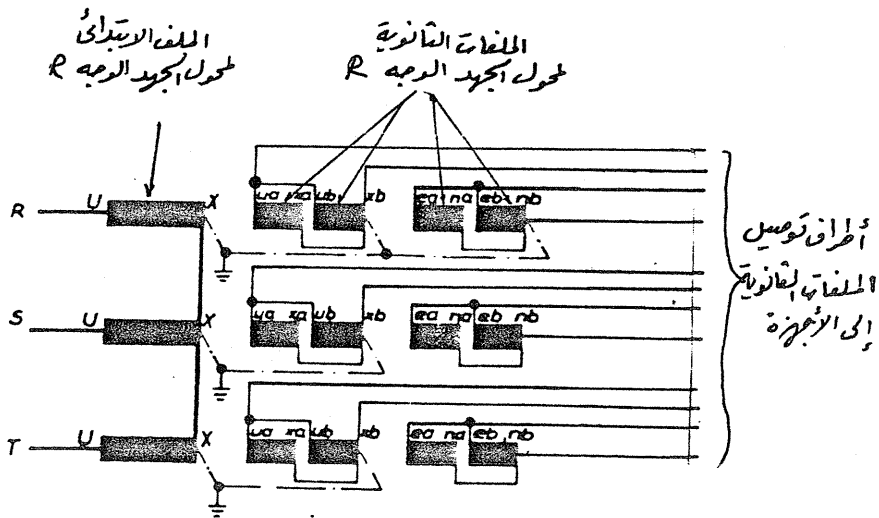 الملف الابتدائى
لمحول الجهد الوجه R
الملفات الثانوية
لمحول الجهد الوجه R
R U X ua xa ub xb ea na eb nb
S U X ua xa ub xb ea na eb nb
T U X ua xa ub xb ea na eb nb
أطراف توصيل
الملفات الثانوية
إلى الأجهزة